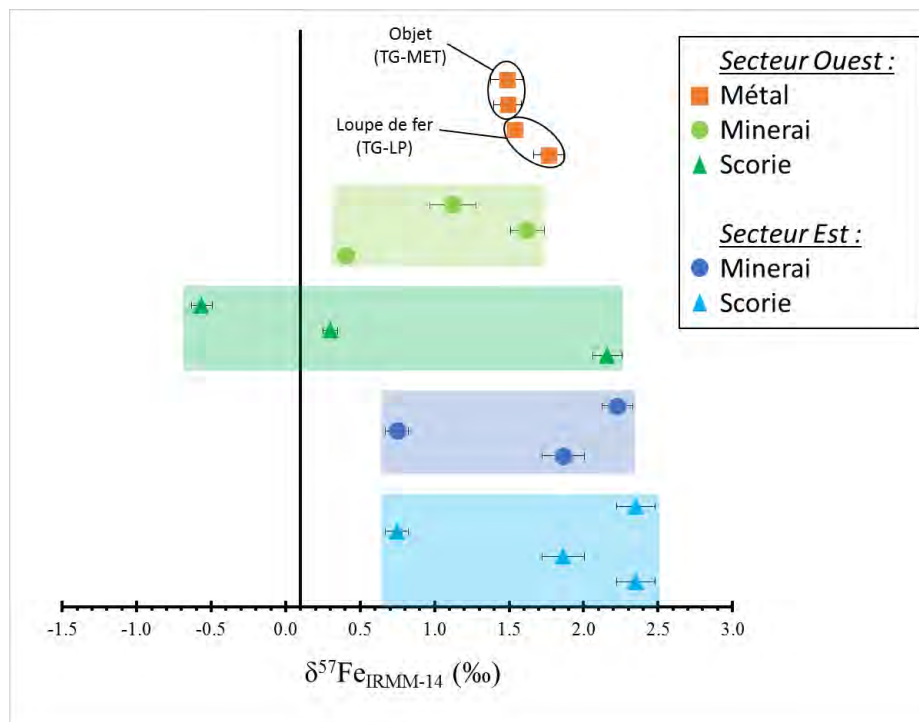 Objet
(TG-MET)
Loupe de fer
(TG-LP)
Secteur Ouest :
Métal
Minerai
Scorie
Secteur Est :
Minerai
Scorie
-1.5 -1.0 -0.5 0.0 0.5 1.0 1.5 2.0 2.5 3.0
δ⁵⁷Fe_IRMM-14 (‰)